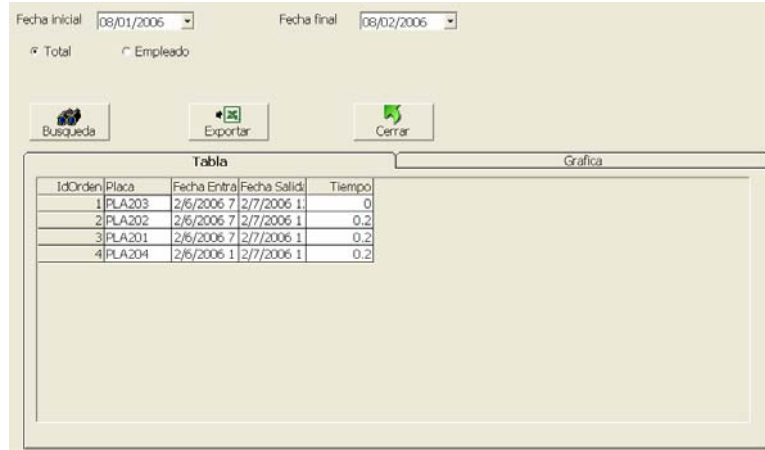 Fecha inicial 08/01/2006 Fecha final 08/02/2006
Total Empleado
Busqueda Exportar Cerrar
Tabla Grafica
IdOrden Placa Fecha Entra Fecha Salid Tiempo
1 PLA203 2/6/2006 7 2/7/2006 1 0
2 PLA202 2/6/2006 7 2/7/2006 1 0.2
3 PLA201 2/6/2006 7 2/7/2006 1 0.2
4 PLA204 2/6/2006 1 2/7/2006 1 0.2